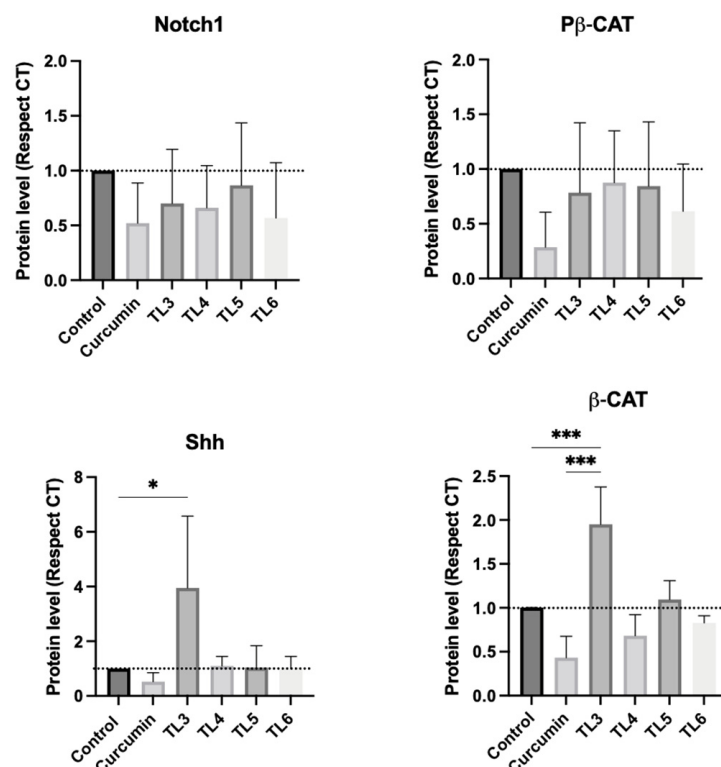 Notch1
Protein level (Respect CT)
2.0
1.5
1.0
0.5
0.0
Control
Curcumin
TL3
TL4
TL5
TL6
Pβ-CAT
Protein level (Respect CT)
2.0
1.5
1.0
0.5
0.0
Control
Curcumin
TL3
TL4
TL5
TL6
Shh
Protein level (Respect CT)
8
6
4
2
0
*
Control
Curcumin
TL3
TL4
TL5
TL6
β-CAT
Protein level (Respect CT)
2.5
2.0
1.5
1.0
0.5
0.0
***
***
Control
Curcumin
TL3
TL4
TL5
TL6